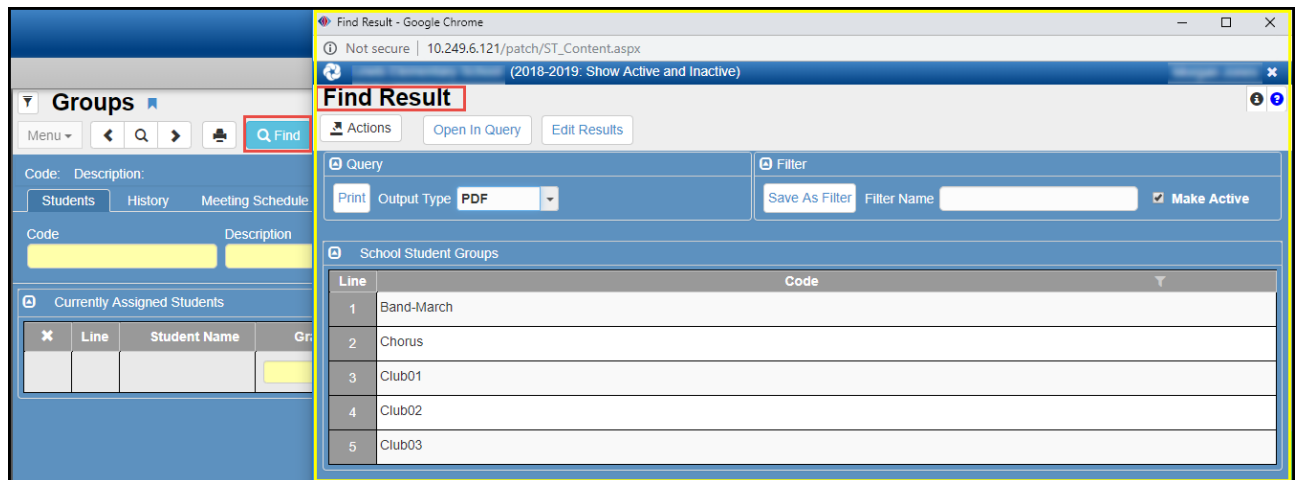 Find Result - Google Chrome
Not secure | 10.249.6.121/patch/ST_Content.aspx
(2018-2019: Show Active and Inactive)
Groups
Menu
Find
Code: Description:
Students History Meeting Schedule
Code Description
Currently Assigned Students
Line Student Name Gr
Find Result
Actions Open In Query Edit Results
Query
Print Output Type PDF
Filter
Save As Filter Filter Name Make Active
School Student Groups
Line Code
1 Band-March
2 Chorus
3 Club01
4 Club02
5 Club03